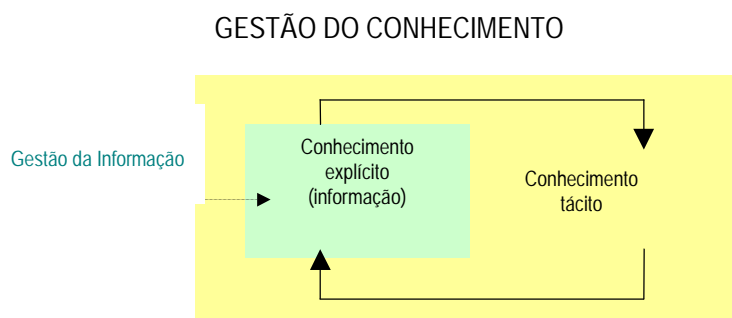 GESTÃO DO CONHECIMENTO
Gestão da Informação
Conhecimento
explícito
(informação)
Conhecimento
tácito